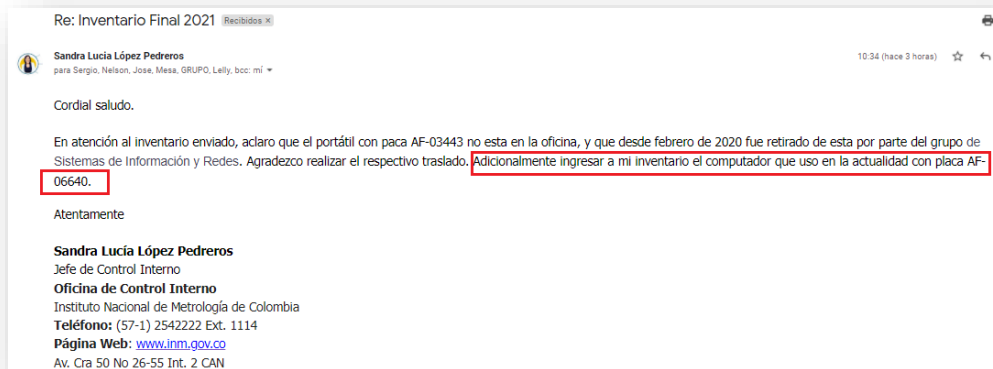 Re: Inventario Final 2021 Recibidos x
Sandra Lucia López Pedreros
10:34 (hace 3 horas)
para Sergio, Nelson, Jose, Mesa, GRUPO, Lelly, bcc: mí
Cordial saludo.
En atención al inventario enviado, aclaro que el portátil con paca AF-03443 no esta en la oficina, y que desde febrero de 2020 fue retirado de esta por parte del grupo de
Sistemas de Información y Redes. Agradezco realizar el respectivo traslado. Adicionalmente ingresar a mi inventario el computador que uso en la actualidad con placa AF-
06640.
Atentamente
Sandra Lucía López Pedreros
Jefe de Control Interno
Oficina de Control Interno
Instituto Nacional de Metrología de Colombia
Teléfono: (57-1) 2542222 Ext. 1114
Página Web: www.inm.gov.co
Av. Cra 50 No 26-55 Int. 2 CAN